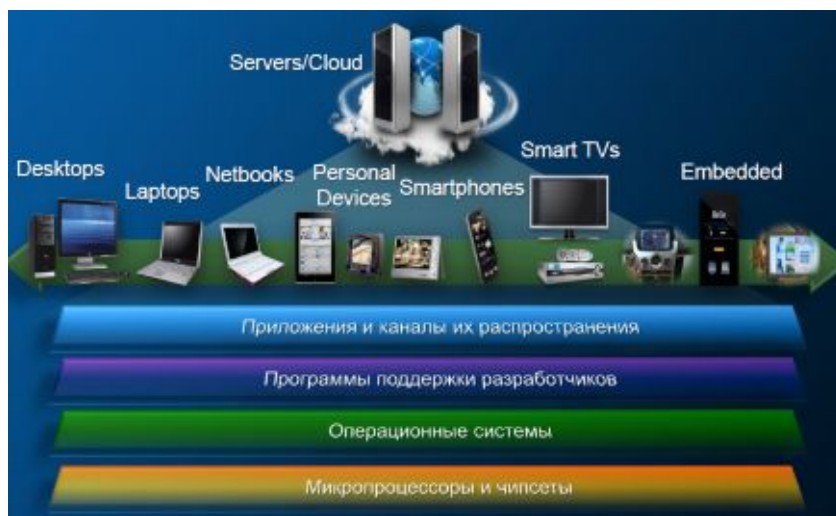 Servers/Cloud
Smart TVs
Desktops
Laptops
Netbooks
Personal
Devices
Smartphones
Embedded
Приложения и каналы их распространения
Программы поддержки разработчиков
Операционные системы
Микропроцессоры и чипсеты